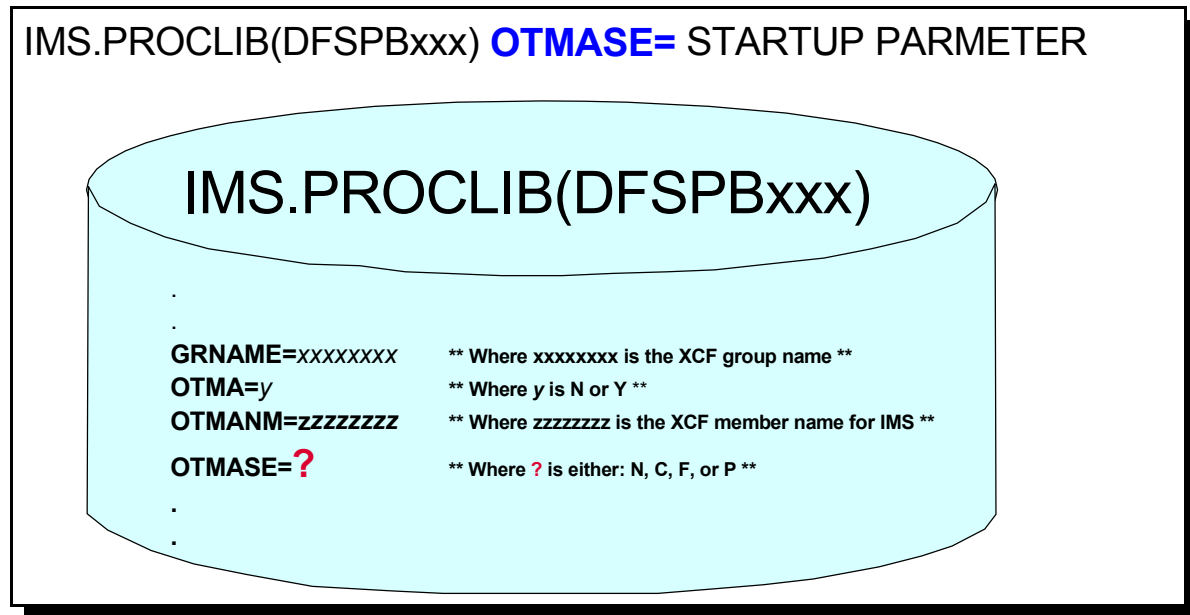 IMS.PROCLIB(DFSPBxxx) OTMASE= STARTUP PARMETER
IMS.PROCLIB(DFSPBxxx)
.
.
GRNAME=xxxxxxxx ** Where xxxxxxxx is the XCF group name **
OTMA=y ** Where y is N or Y **
OTMANM=zzzzzzzz ** Where zzzzzzzz is the XCF member name for IMS **
OTMASE=? ** Where ? is either: N, C, F, or P **
.
.